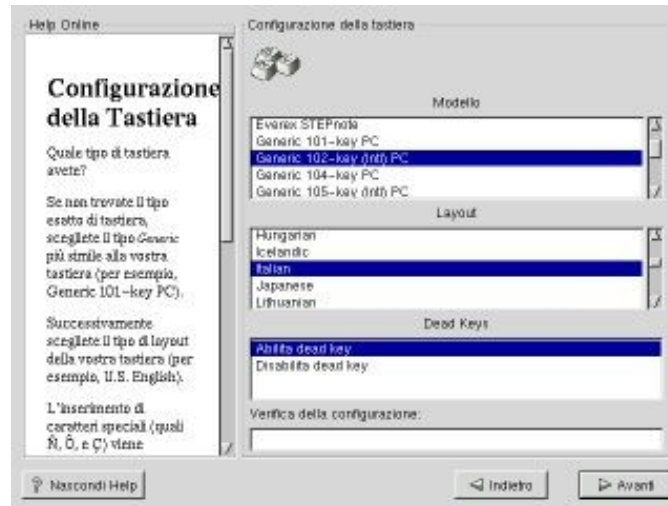 Help Online
Configurazione
della Tastiera
Quale tipo di tastiera
avete?
Se non trovate il tipo
esatto di tastiera,
scegliete il tipo Generic
più simile alla vostra
tastiera (per esempio,
Generic 101-key PC).
Successivamente
scegliete il tipo di layout
della vostra tastiera (per
esempio, U.S. English).
L'inserimento di
caratteri speciali (quali
Ñ, Ô, e Ç) viene
Nascondi Help
Configurazione della tastiera
Modello
Everex STEPnote
Generic 101-key PC
Generic 102-key (Intl) PC
Generic 104-key PC
Generic 105-key (Intl) PC
Layout
Hungarian
Icelandic
Italian
Japanese
Lithuanian
Dead Keys
Abilita dead key
Disabilita dead key
Verifica della configurazione:
Indietro
Avanti